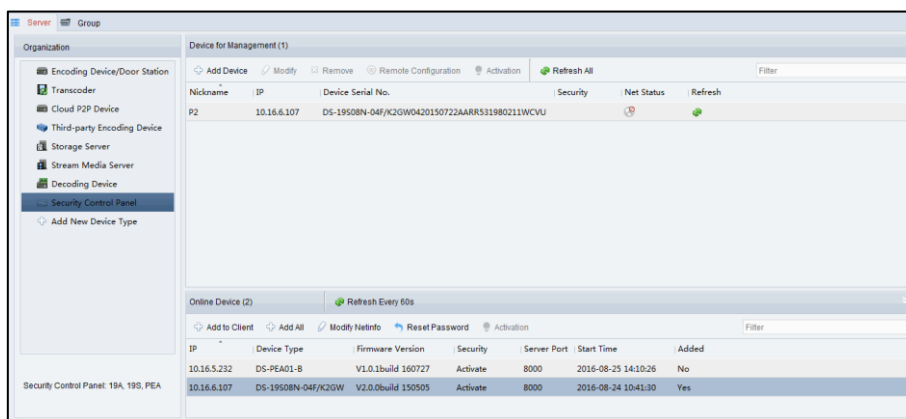 Server Group
Organization
Encoding Device/Door Station
Transcoder
Cloud P2P Device
Third-party Encoding Device
Storage Server
Stream Media Server
Decoding Device
Security Control Panel
Add New Device Type
Security Control Panel: 19A, 19S, PEA
Device for Management (1)
Add Device Modify Remove Remote Configuration Activation Refresh All Filter
Nickname IP Device Serial No. Security Net Status Refresh
P2 10.16.6.107 DS-19S08N-04F/K2GW0420150722AARR531980211WCVU
Online Device (2) Refresh Every 60s
Add to Client Add All Modify Netinfo Reset Password Activation Filter
IP Device Type Firmware Version Security Server Port Start Time Added
10.16.5.232 DS-PEA01-B V1.0.1build 160727 Activate 8000 2016-08-25 14:10:26 No
10.16.6.107 DS-19S08N-04F/K2GW V2.0.0build 150505 Activate 8000 2016-08-24 10:41:30 Yes